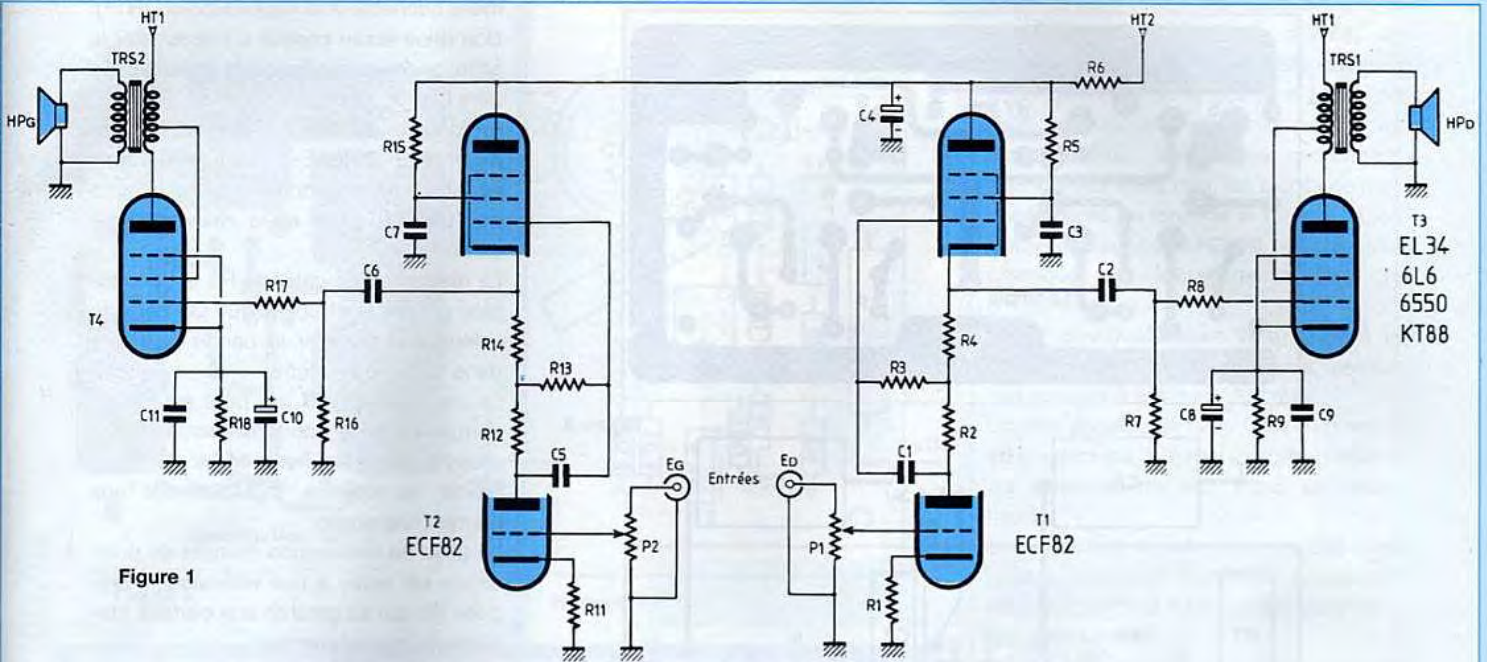 HT1
HT2
HT1
TRS2
TRS1
R6
HPG
HPD
C4
R15
R5
T3
EL34
6L6
6550
KT88
C7
C3
C6
C2
R17
R8
T4
R14
R4
R13
R3
C11
R18
C10
R16
R12
R2
R7
C8
R9
C9
C5
EG
Entrées
ED
C1
T2
ECF82
P2
P1
T1
ECF82
Figure 1
R11
R1